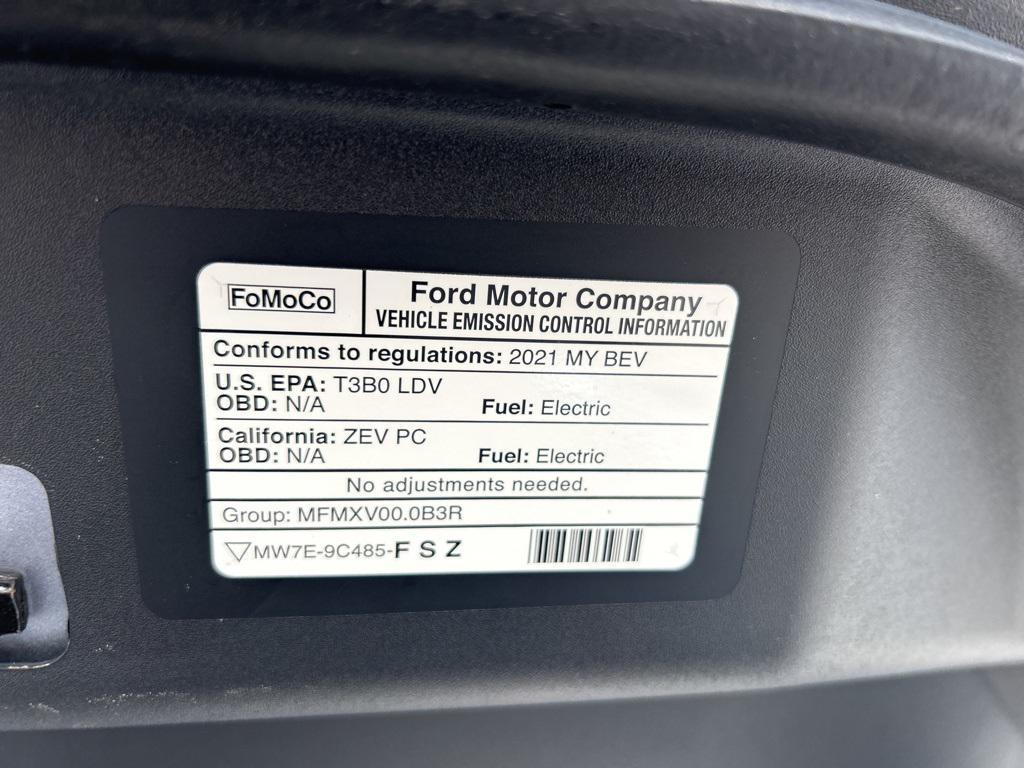 FoMoCo
Ford Motor Company
VEHICLE EMISSION CONTROL INFORMATION
Conforms to regulations: 2021 MY BEV
U.S. EPA: T3B0 LDV
OBD: N/A Fuel: Electric
California: ZEV PC
OBD: N/A Fuel: Electric
No adjustments needed.
Group: MFMXV00.0B3R
MW7E-9C485-F S Z